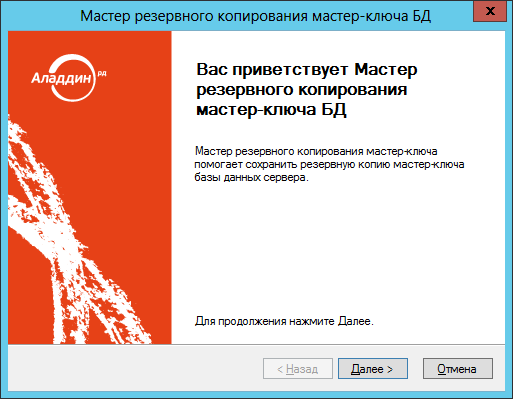 Мастер резервного копирования мастер-ключа БД
x
Аладдин РД
Вас приветствует Мастер
резервного копирования
мастер-ключа БД
Мастер резервного копирования мастер-ключа
помогает сохранить резервную копию мастер-ключа
базы данных сервера.
Для продолжения нажмите Далее.
< Назад
Далее >
Отмена